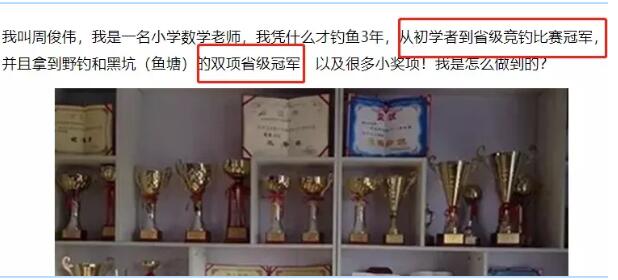 我叫周俊伟，我是一名小学数学老师，我凭什么才钓鱼3年，从初学者到省级竞钓比赛冠军，
并且拿到野钓和黑坑（鱼塘）的双项省级冠军 以及很多小奖项！我是怎么做到的？